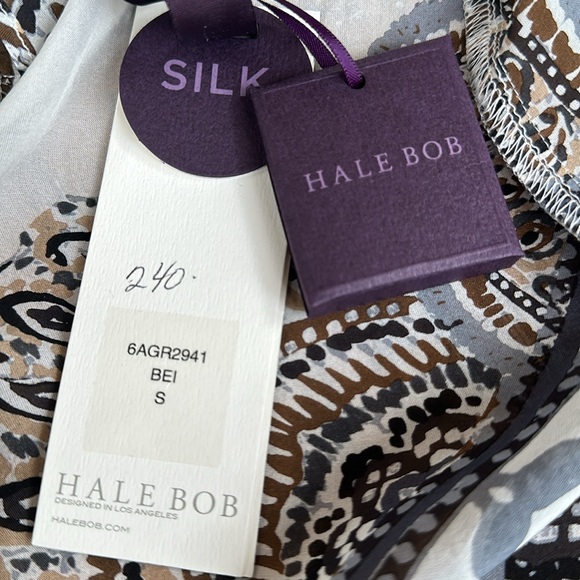 SILK
HALE BOB
240.
6AGR2941
BEI
S
HALE BOB
DESIGNED IN LOS ANGELES
HALEBOB.COM